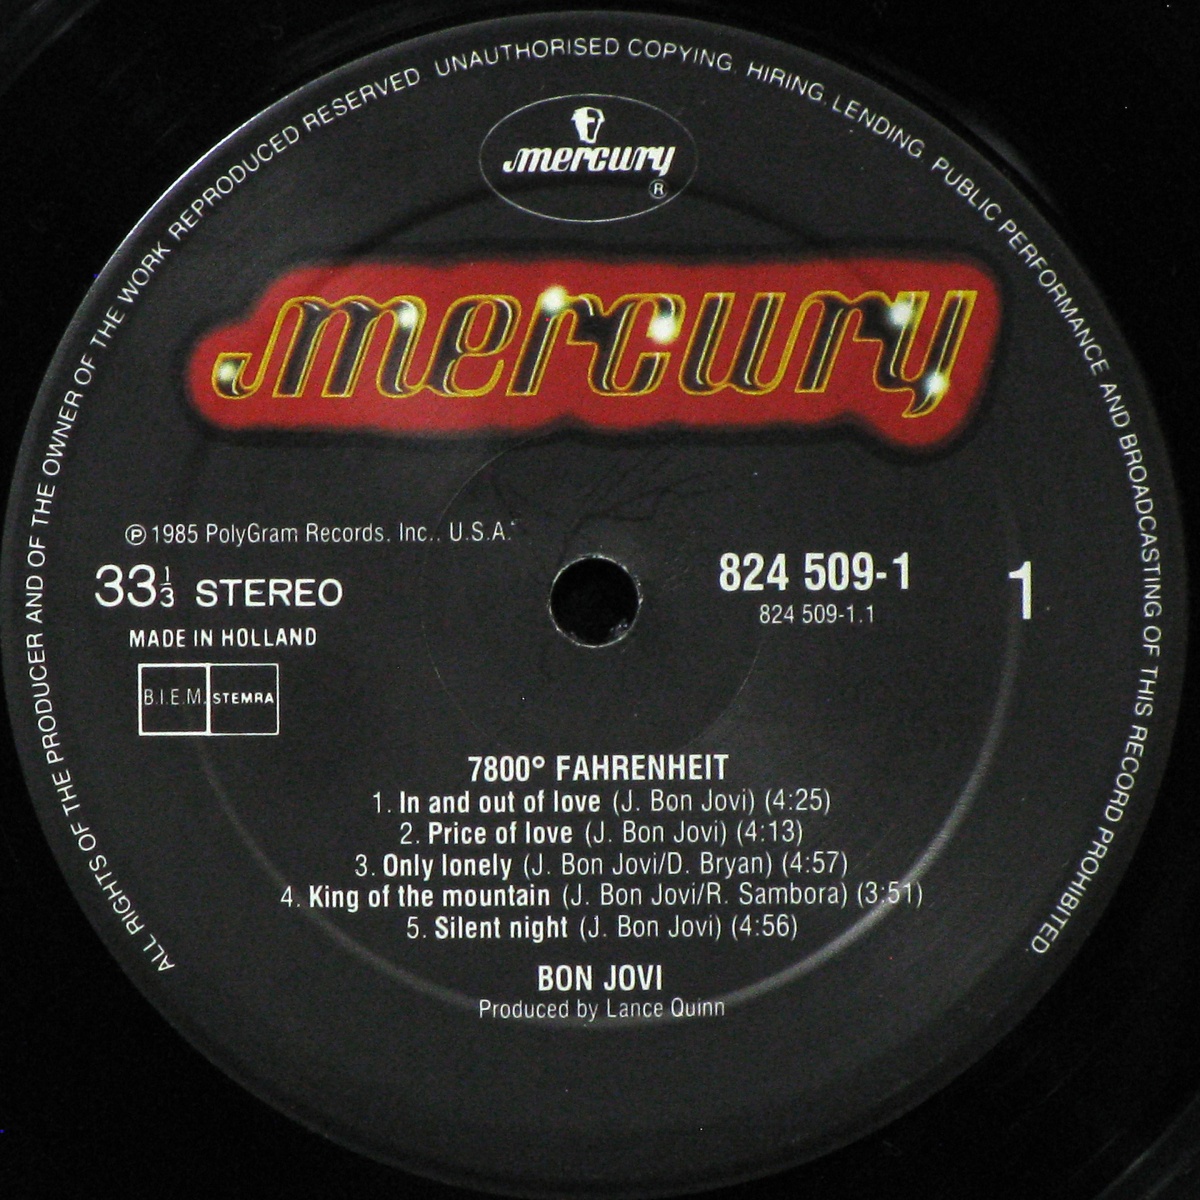 ALL RIGHTS OF THE PRODUCER AND OF THE OWNER OF THE WORK REPRODUCED RESERVED. UNAUTHORISED COPYING. HIRING. LENDING. PUBLIC PERFORMANCE AND BROADCASTING OF THIS RECORD PROHIBITED.
mercury
®
mercury
℗ 1985 PolyGram Records, Inc., U.S.A.
33⅓ STEREO
MADE IN HOLLAND
B.I.E.M. STEMRA
824 509-1
824 509-1.1
1
7800° FAHRENHEIT
1. In and out of love (J. Bon Jovi) (4:25)
2. Price of love (J. Bon Jovi) (4:13)
3. Only lonely (J. Bon Jovi/D. Bryan) (4:57)
4. King of the mountain (J. Bon Jovi/R. Sambora) (3:51)
5. Silent night (J. Bon Jovi) (4:56)
BON JOVI
Produced by Lance Quinn